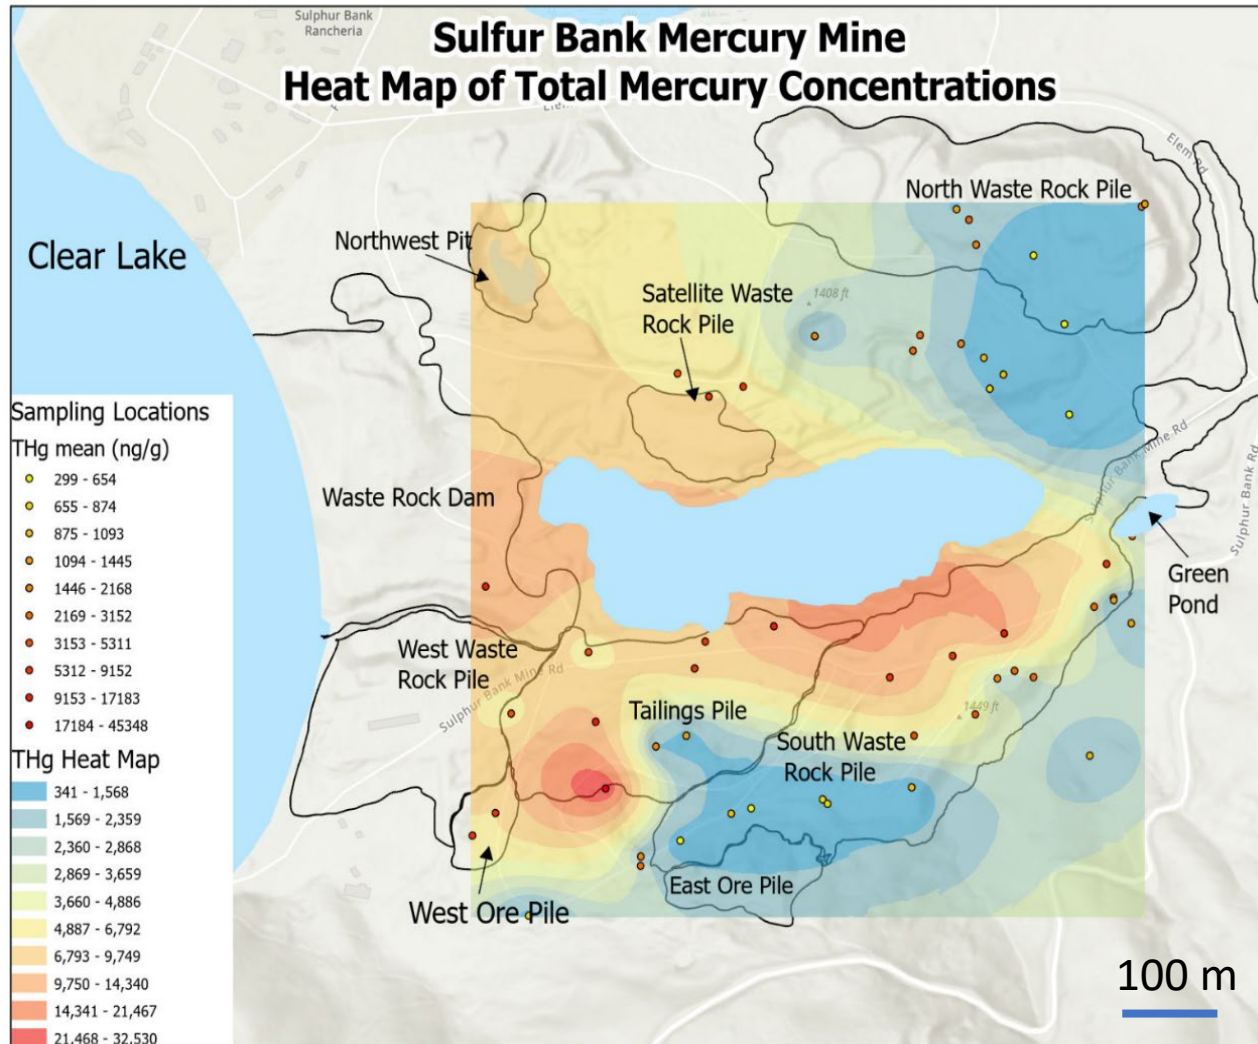 Sulphur Bank
Rancheria
Sulfur Bank Mercury Mine
Heat Map of Total Mercury Concentrations
Elem Rd
North Waste Rock Pile
Northwest Pit
Clear Lake
Satellite Waste
Rock Pile
1408 ft
Sampling Locations
THg mean (ng/g)
299 - 654
655 - 874
875 - 1093
1094 - 1445
1446 - 2168
2169 - 3152
3153 - 5311
5312 - 9152
9153 - 17183
17184 - 45348
THg Heat Map
341 - 1,568
1,569 - 2,359
2,360 - 2,868
2,869 - 3,659
3,660 - 4,886
4,887 - 6,792
6,793 - 9,749
9,750 - 14,340
14,341 - 21,467
21,468 - 32,530
Waste Rock Dam
Sulphur Bank Mine Rd
Sulphur Bank Rd
Green
Pond
West Waste
Rock Pile
Sulphur Bank Mine Rd
Tailings Pile
1449 ft
South Waste
Rock Pile
East Ore Pile
West Ore Pile
100 m